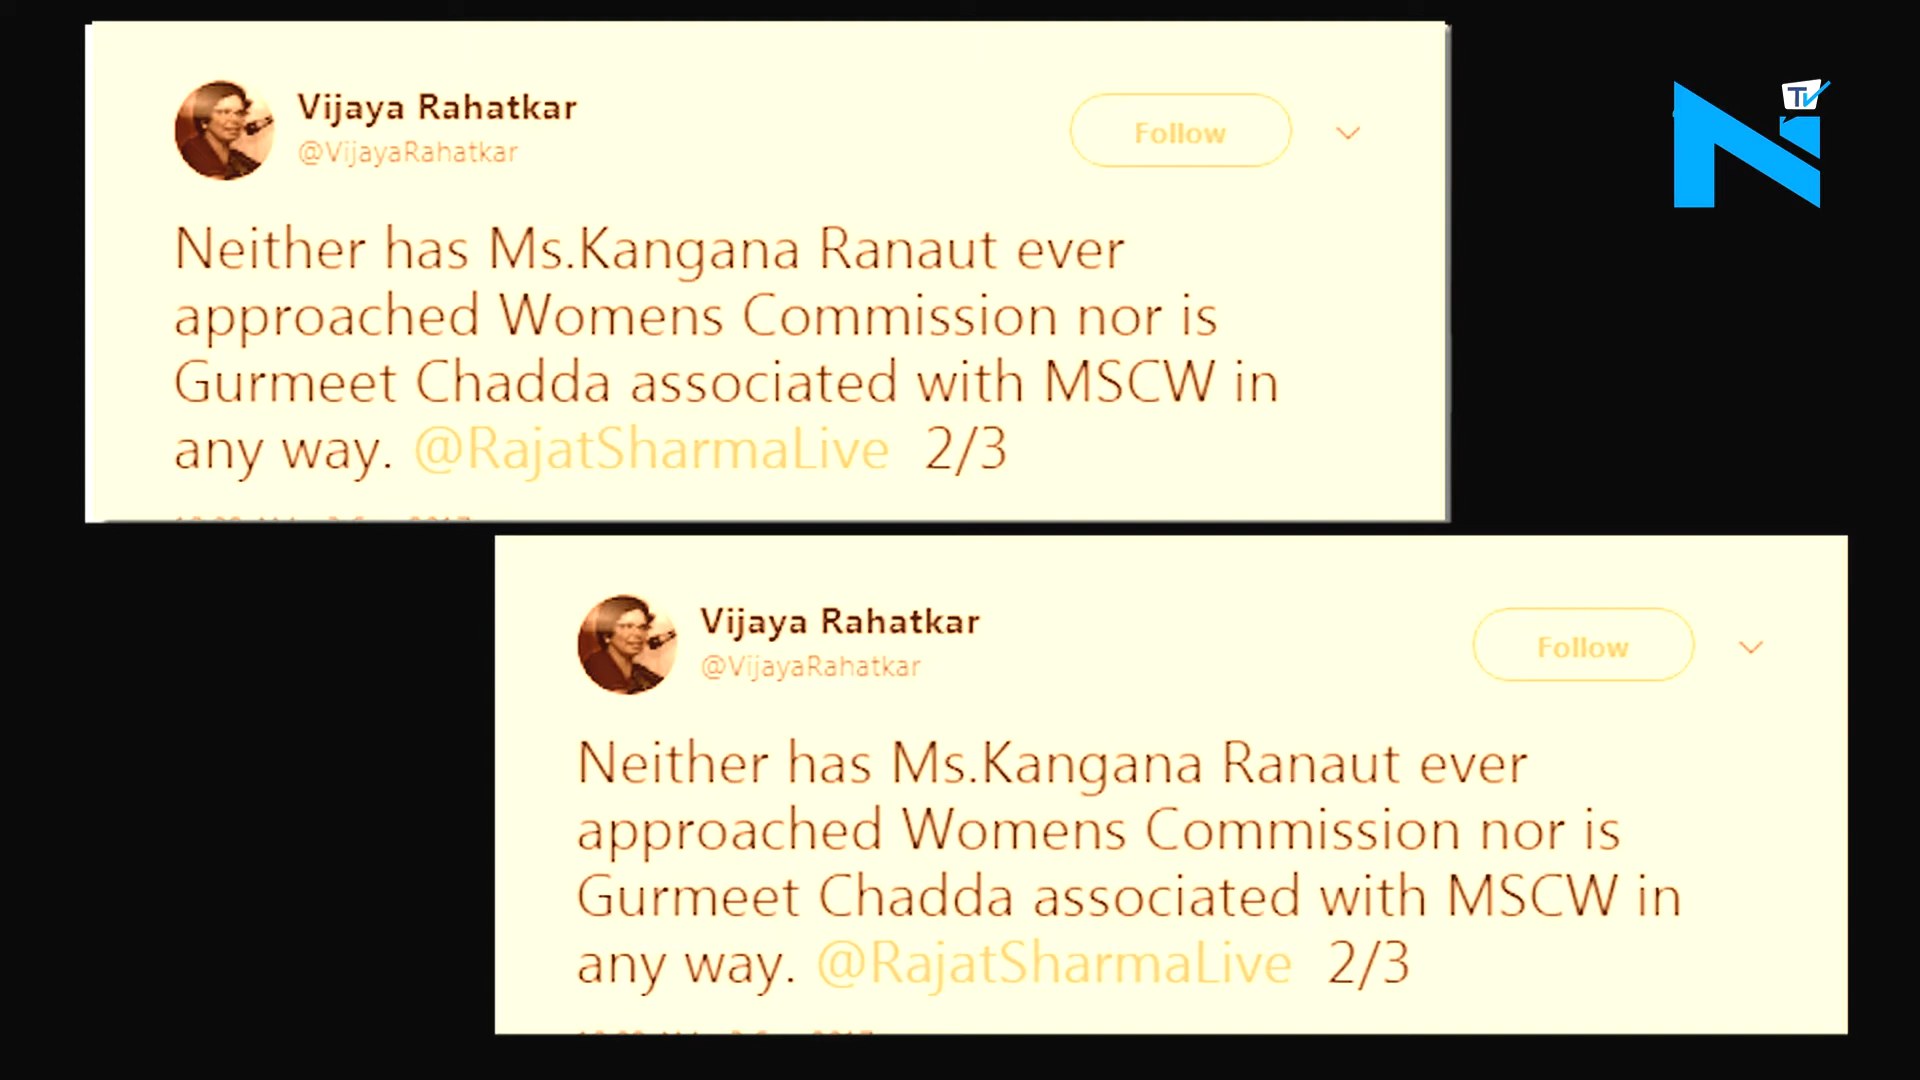 Vijaya Rahatkar
@VijayaRahatkar
Follow
Neither has Ms.Kangana Ranaut ever
approached Womens Commission nor is
Gurmeet Chadda associated with MSCW in
any way. @RajatSharmaLive 2/3
TV
Vijaya Rahatkar
@VijayaRahatkar
Follow
Neither has Ms.Kangana Ranaut ever
approached Womens Commission nor is
Gurmeet Chadda associated with MSCW in
any way. @RajatSharmaLive 2/3